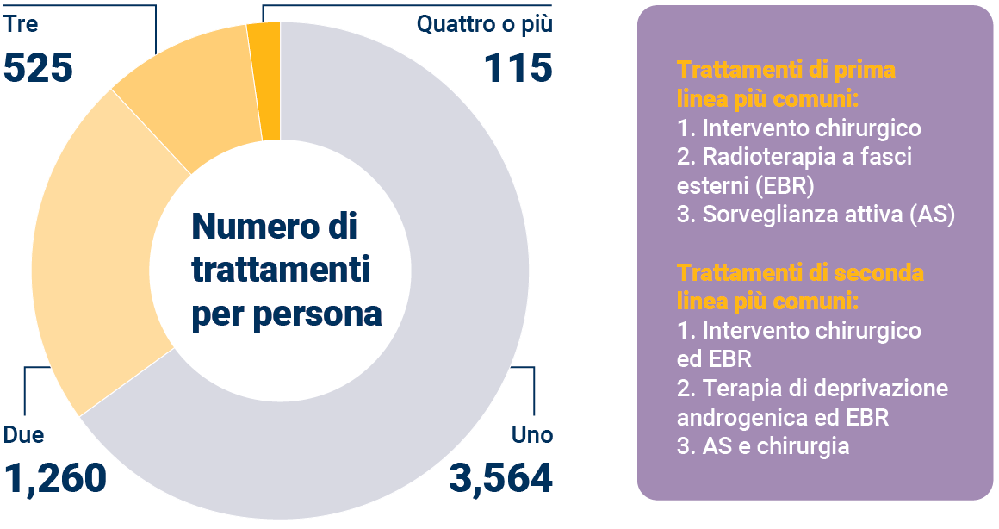 Tre
525
Quattro o più
115
Numero di
trattamenti
per persona
Due
1,260
Uno
3,564
Trattamenti di prima
linea più comuni:
1. Intervento chirurgico
2. Radioterapia a fasci
esterni (EBR)
3. Sorveglianza attiva (AS)
Trattamenti di seconda
linea più comuni:
1. Intervento chirurgico
ed EBR
2. Terapia di deprivazione
androgenica ed EBR
3. AS e chirurgia